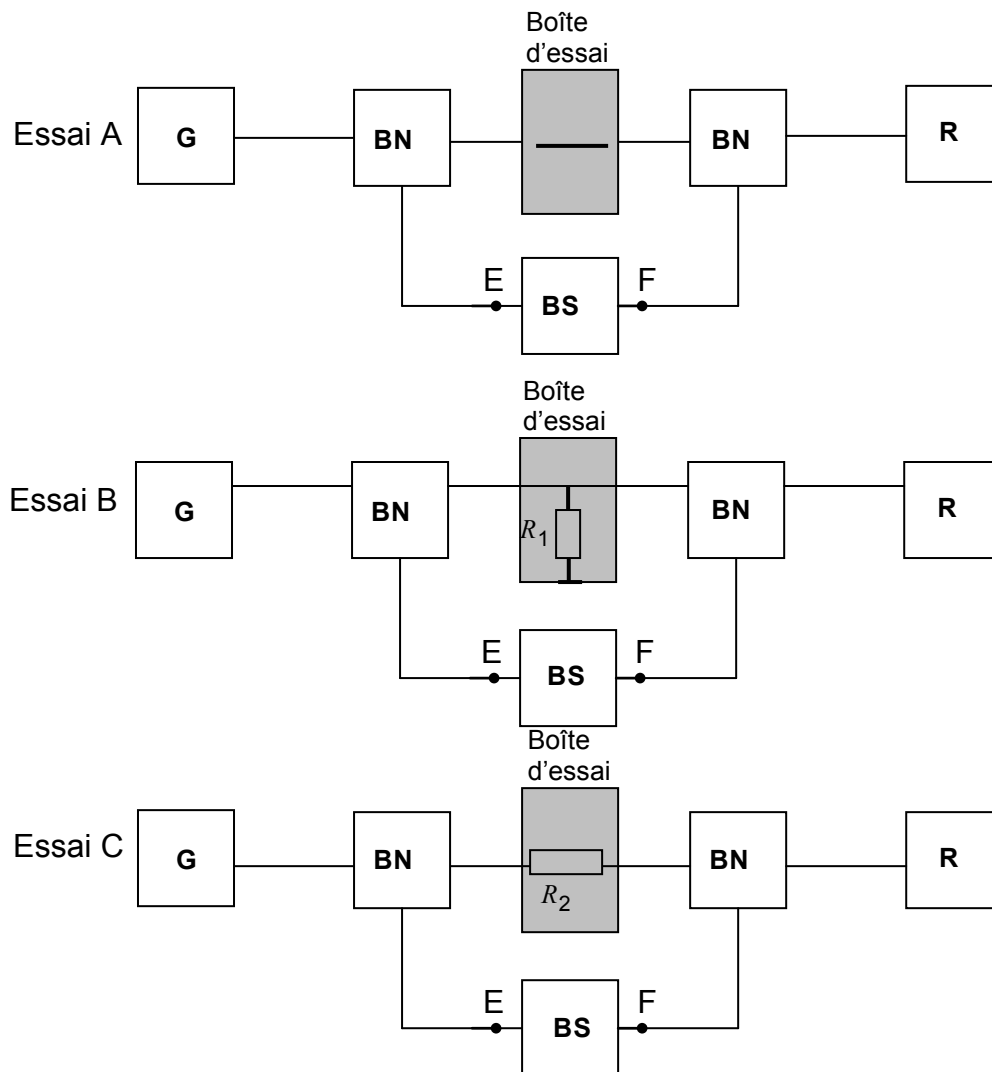 Boîte
d'essai
Essai A
G
BN
BN
R
E
BS
F
Boîte
d'essai
Essai B
G
BN
R1
BN
R
E
BS
F
Boîte
d'essai
Essai C
G
BN
R2
BN
R
E
BS
F